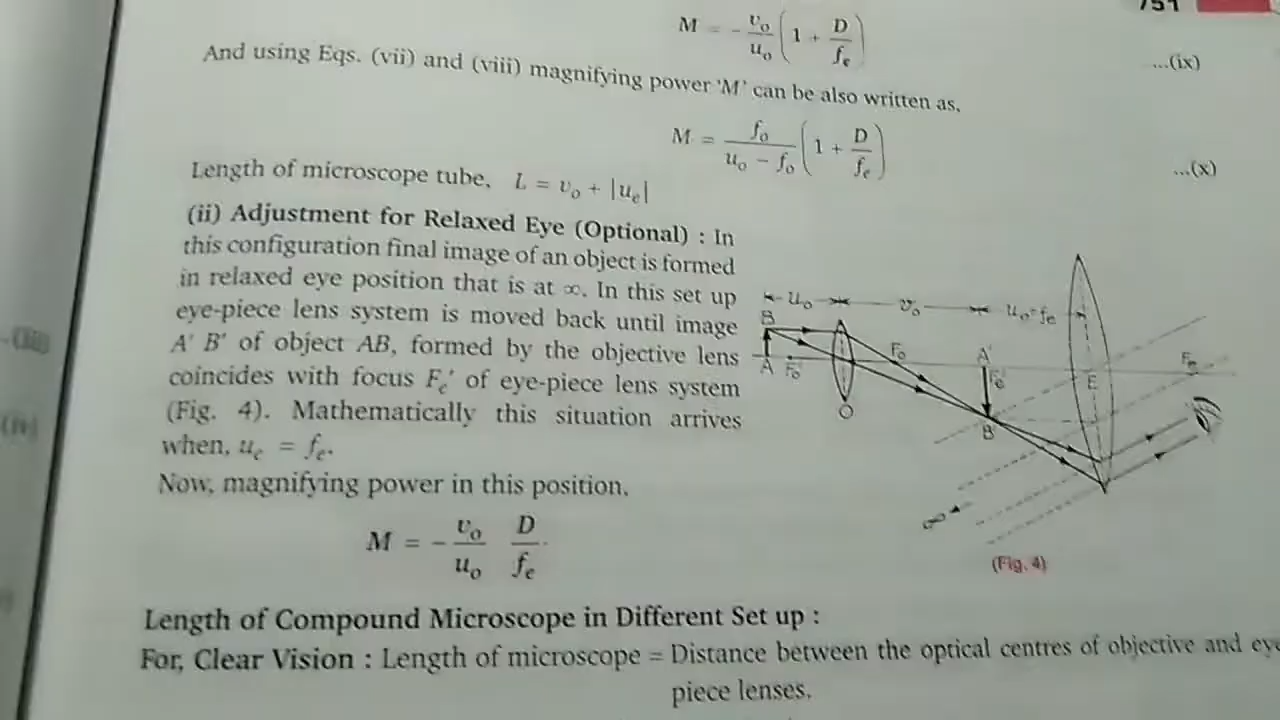 751
M = - v₀/u₀ (1 + D/fₑ) ...(ix)
And using Eqs. (vii) and (viii) magnifying power 'M' can be also written as,
M = f₀/(u₀ - f₀) (1 + D/fₑ) ...(x)
Length of microscope tube, L = v₀ + |uₑ|
(ii) Adjustment for Relaxed Eye (Optional) : In
this configuration final image of an object is formed
in relaxed eye position that is at ∞. In this set up
eye-piece lens system is moved back until image
A' B' of object AB, formed by the objective lens
coincides with focus Fₑ' of eye-piece lens system
(Fig. 4). Mathematically this situation arrives
when, uₑ = fₑ.
Now, magnifying power in this position,
M = - v₀/u₀ D/fₑ.
u₀ v₀ u₀=fₑ
B
A F₀' F₀ A' Fₑ' E Fₑ
O
B'
∞
(Fig. 4)
Length of Compound Microscope in Different Set up :
For, Clear Vision : Length of microscope = Distance between the optical centres of objective and eye
piece lenses.